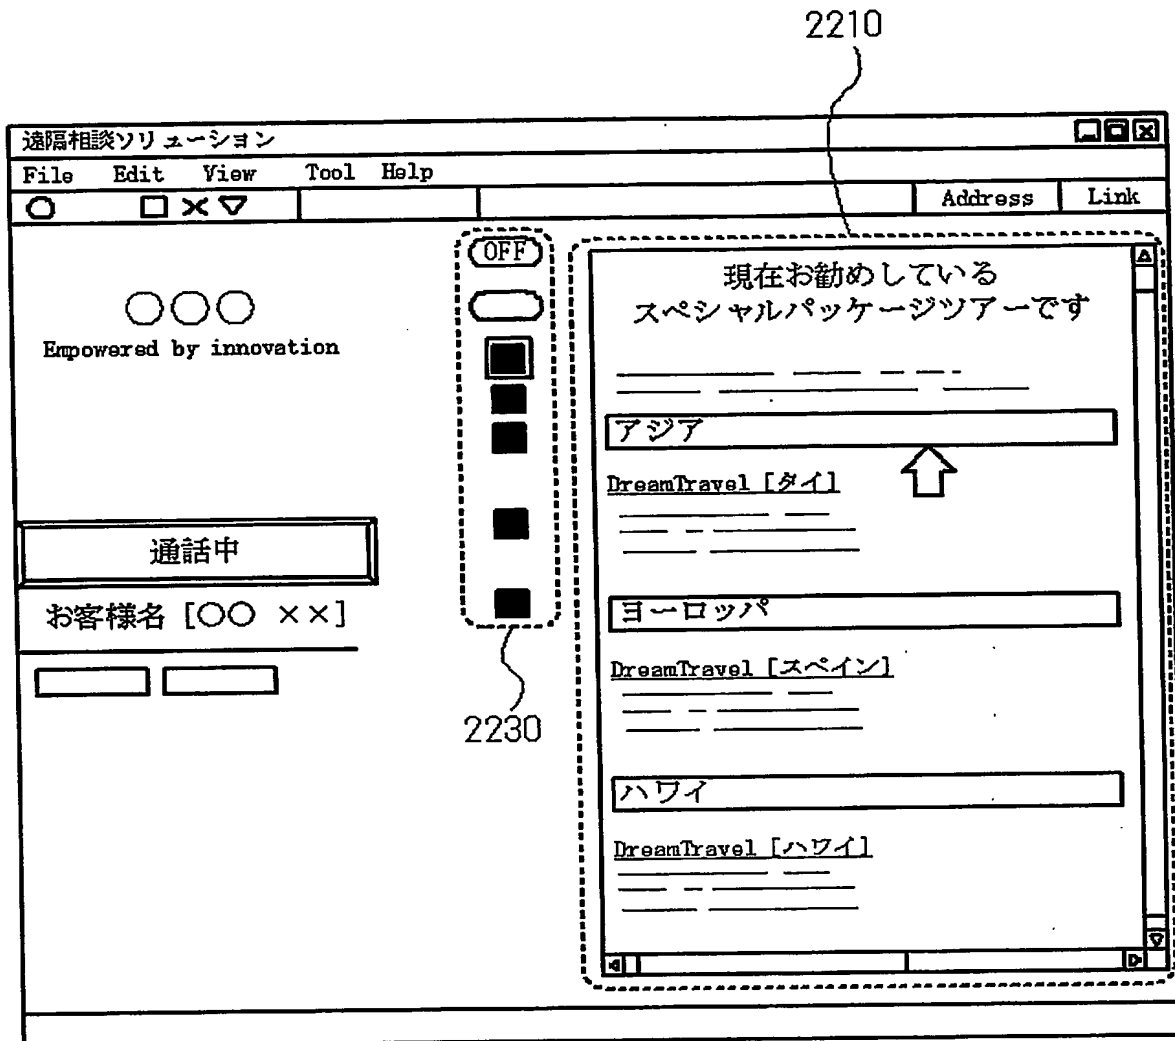 2210
遠隔相談ソリューション
File Edit View Tool Help
Address Link
OFF
現在お勧めしている
スペシャルパッケージツアーです
○○○
Empowered by innovation
アジア
DreamTravel [タイ]
通話中
お客様名 [○○ ××]
ヨーロッパ
DreamTravel [スペイン]
2230
ハワイ
DreamTravel [ハワイ]